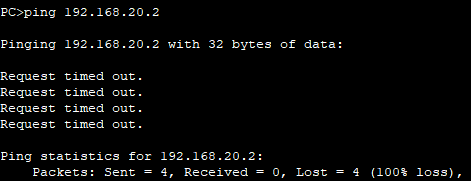 PC>ping 192.168.20.2
Pinging 192.168.20.2 with 32 bytes of data:
Request timed out.
Request timed out.
Request timed out.
Request timed out.
Ping statistics for 192.168.20.2:
Packets: Sent = 4, Received = 0, Lost = 4 (100% loss),